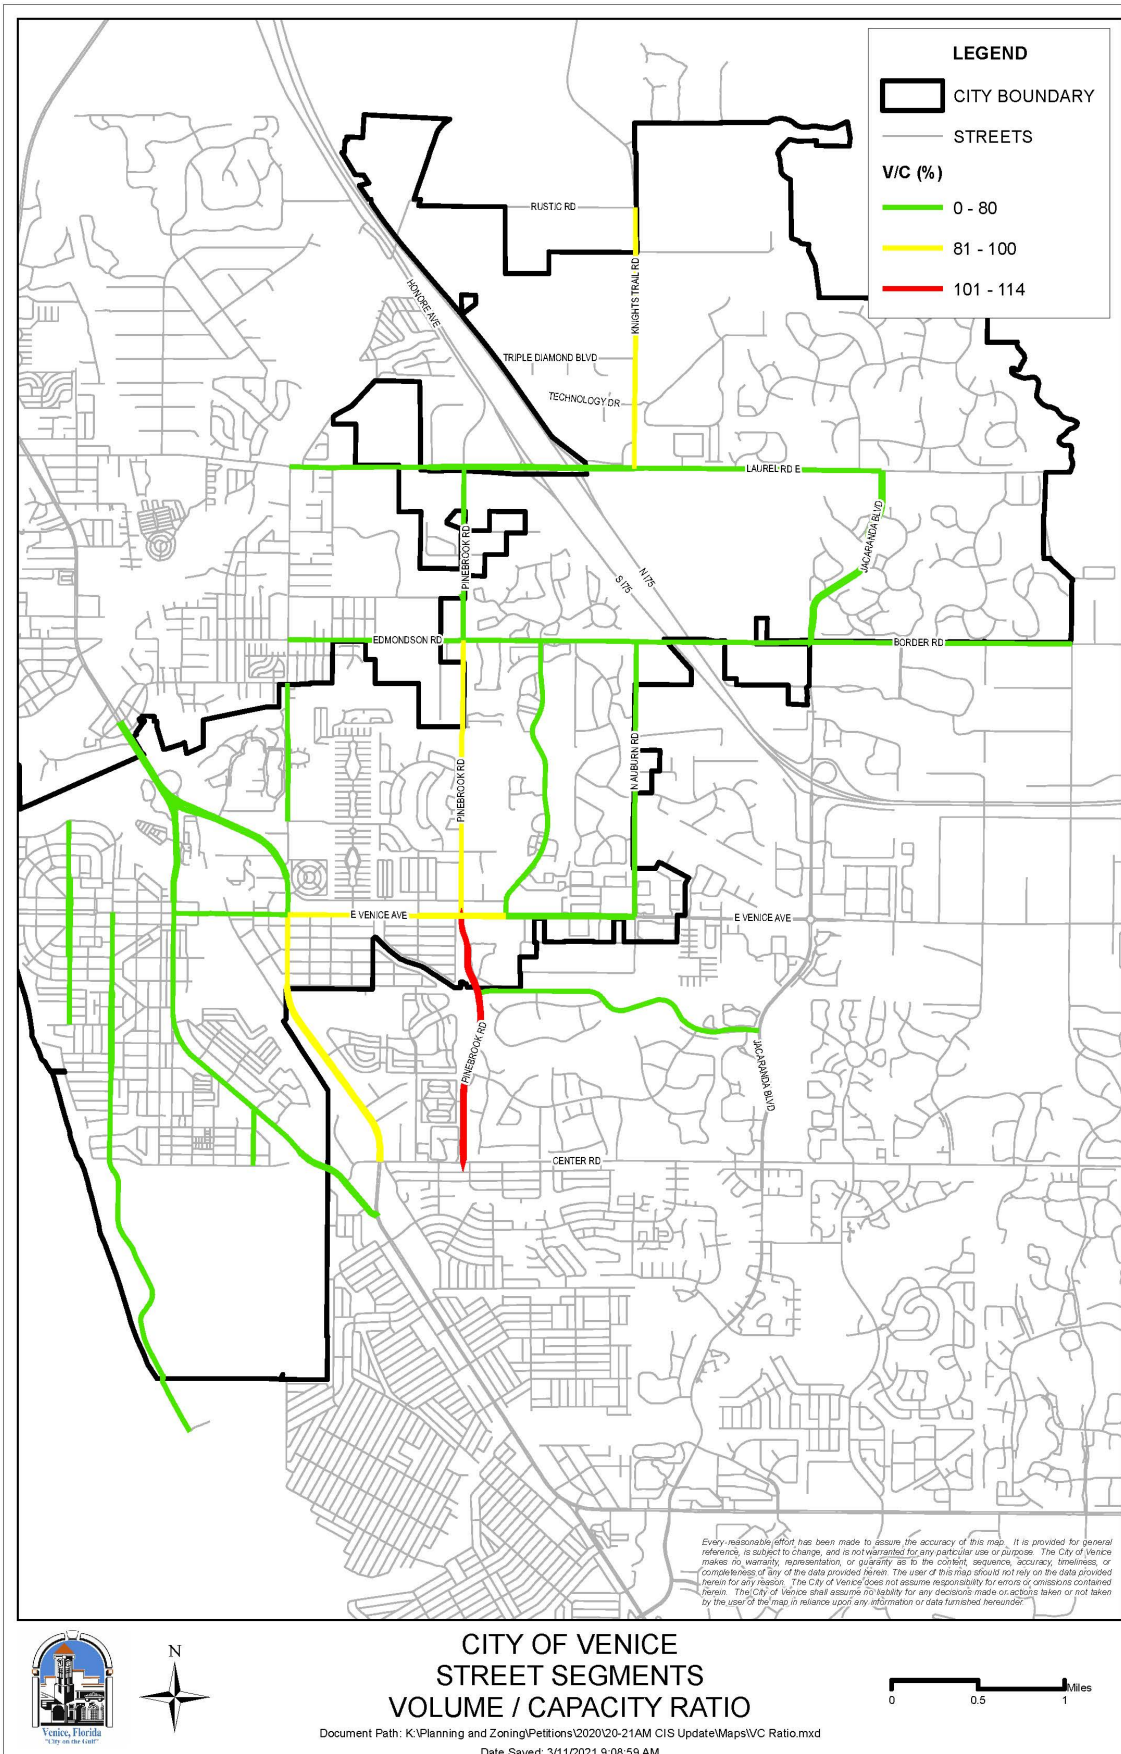 LEGEND
CITY BOUNDARY
STREETS
V/C (%)
0 - 80
81 - 100
101 - 114
RUSTIC RD
HONORE AVE
KNIGHTS TRAIL RD
TRIPLE DIAMOND BLVD
TECHNOLOGY DR
LAUREL RD E
JACARANDA BLVD
PINEBROOK RD
N I75
S I75
EDMONDSON RD
BORDER RD
PINEBROOK RD
N AUBURN RD
E VENICE AVE
E VENICE AVE
PINEBROOK RD
JACARANDA BLVD
CENTER RD
Every reasonable effort has been made to assure the accuracy of this map. It is provided for general
reference, is subject to change, and is not warranted for any particular use or purpose. The City of Venice
makes no warranty, representation, or guaranty as to the content, sequence, accuracy, timeliness, or
completeness of any of the data provided herein. The user of this map should not rely on the data provided
herein for any reason. The City of Venice does not assume responsibility for errors or omissions contained
herein. The City of Venice shall assume no liability for any decisions made or actions taken or not taken
by the user of the map in reliance upon any information or data furnished hereunder.
Venice, Florida
"City on the Gulf"
N
CITY OF VENICE
STREET SEGMENTS
VOLUME / CAPACITY RATIO
Document Path: K:\Planning and Zoning\Petitions\2020\20-21AM CIS Update\Maps\VC Ratio.mxd
Date Saved: 3/11/2021 9:08:59 AM
Miles
0 0.5 1